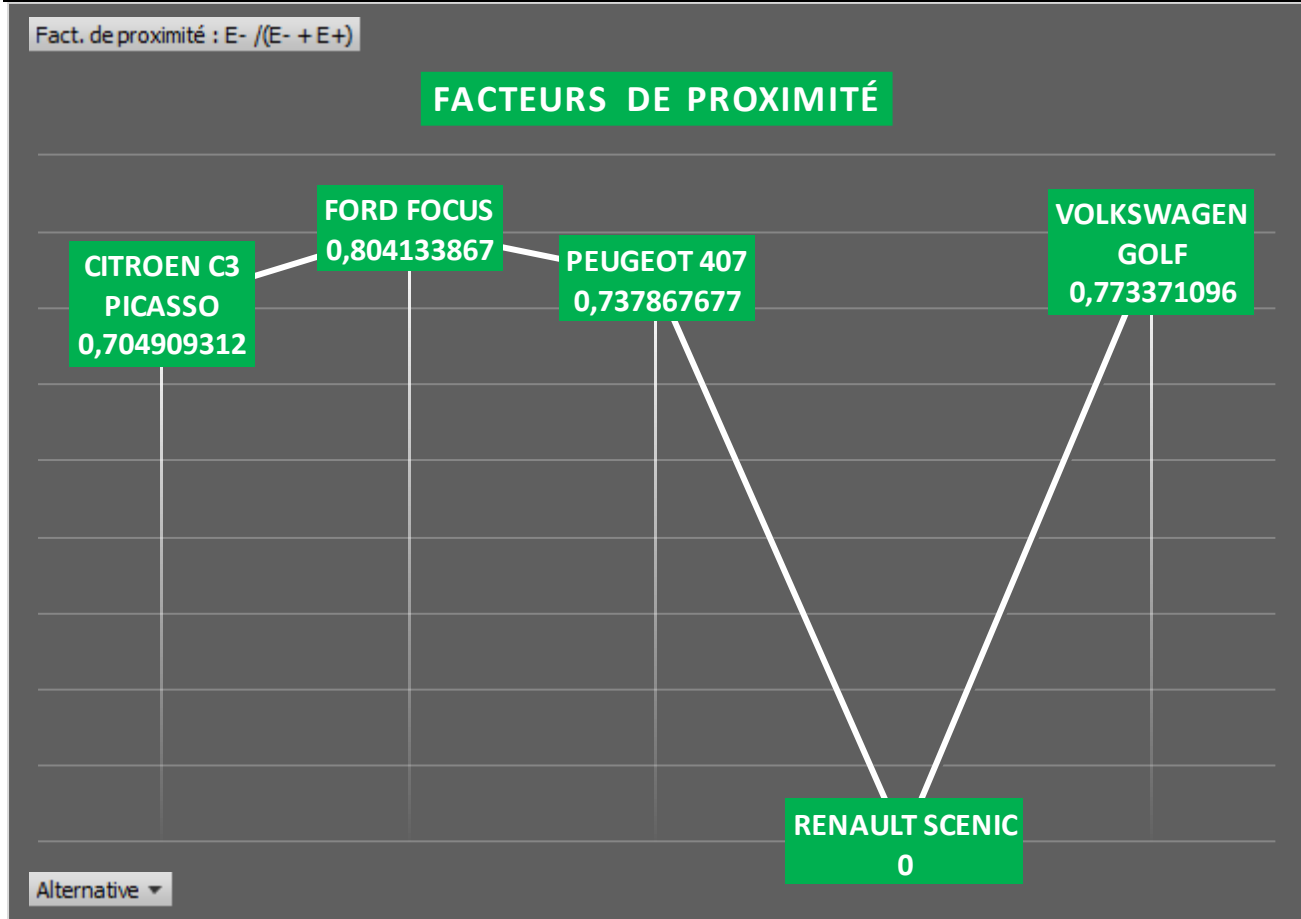 Fact. de proximité : E- /(E- + E+)
FACTEURS DE PROXIMITÉ
CITROEN C3
PICASSO
0,704909312
FORD FOCUS
0,804133867
PEUGEOT 407
0,737867677
RENAULT SCENIC
0
VOLKSWAGEN
GOLF
0,773371096
Alternative